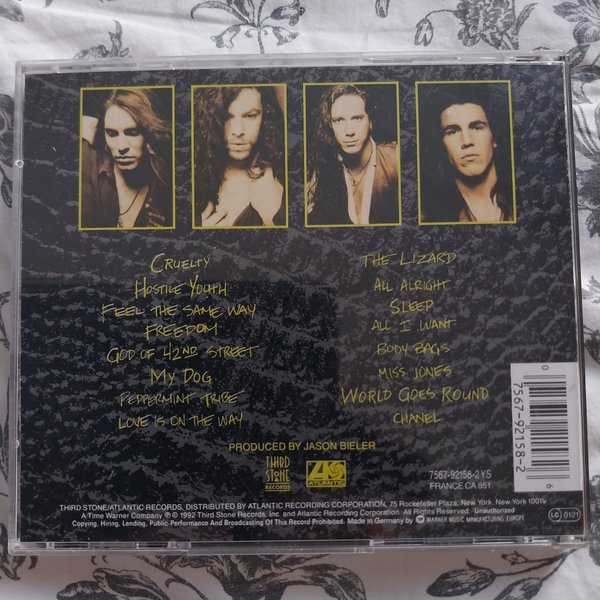 CRUELTY
HOSTILE YOUTH
FEEL THE SAME WAY
FREEDOM
GOD OF 42ND STREET
MY DOG
PEPPERMINT TRIBE
LOVE IS ON THE WAY
THE LIZARD
ALL ALRIGHT
SLEEP
ALL I WANT
BODY BAGS
MISS JONES
WORLD GOES ROUND
CHANEL
PRODUCED BY JASON BIELER
THIRD
STONE
RECORDS
ATLANTIC
7567-92158-2 YS
FRANCE CA 851
0
7567-92158-2
6
THIRD STONE/ATLANTIC RECORDS, DISTRIBUTED BY ATLANTIC RECORDING CORPORATION, 75 Rockefeller Plaza, New York, New York 10019.
A Time Warner Company ℗ © 1992 Third Stone Records, Inc. and Atlantic Recording Corporation. All Rights Reserved. Unauthorized
Copying, Hiring, Lending, Public Performance And Broadcasting Of This Record Prohibited. Made in Germany by WARNER MUSIC MANUFACTURING EUROPE
LC 0121